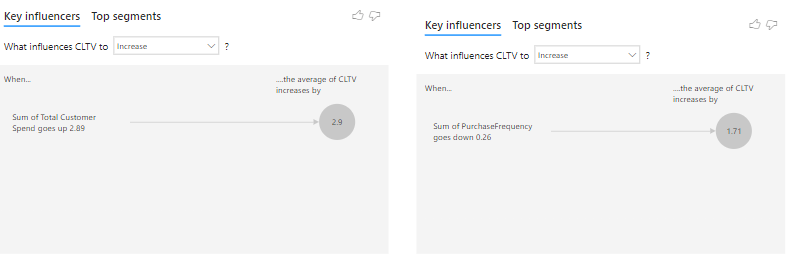 Key influencers Top segments
What influences CLTV to Increase ?
When...
....the average of CLTV
increases by
Sum of Total Customer
Spend goes up 2.89
2.9
Key influencers Top segments
What influences CLTV to Increase ?
When...
....the average of CLTV
increases by
Sum of PurchaseFrequency
goes down 0.26
1.71